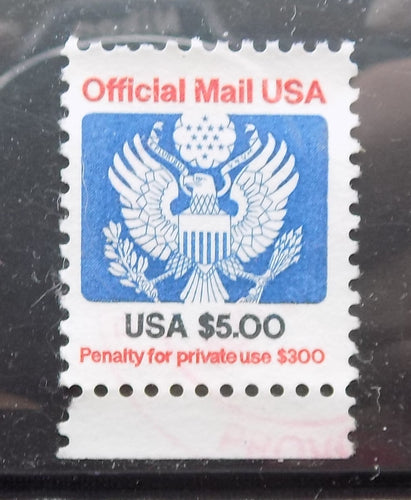 Official Mail USA
USA $5.00
Penalty for private use $300